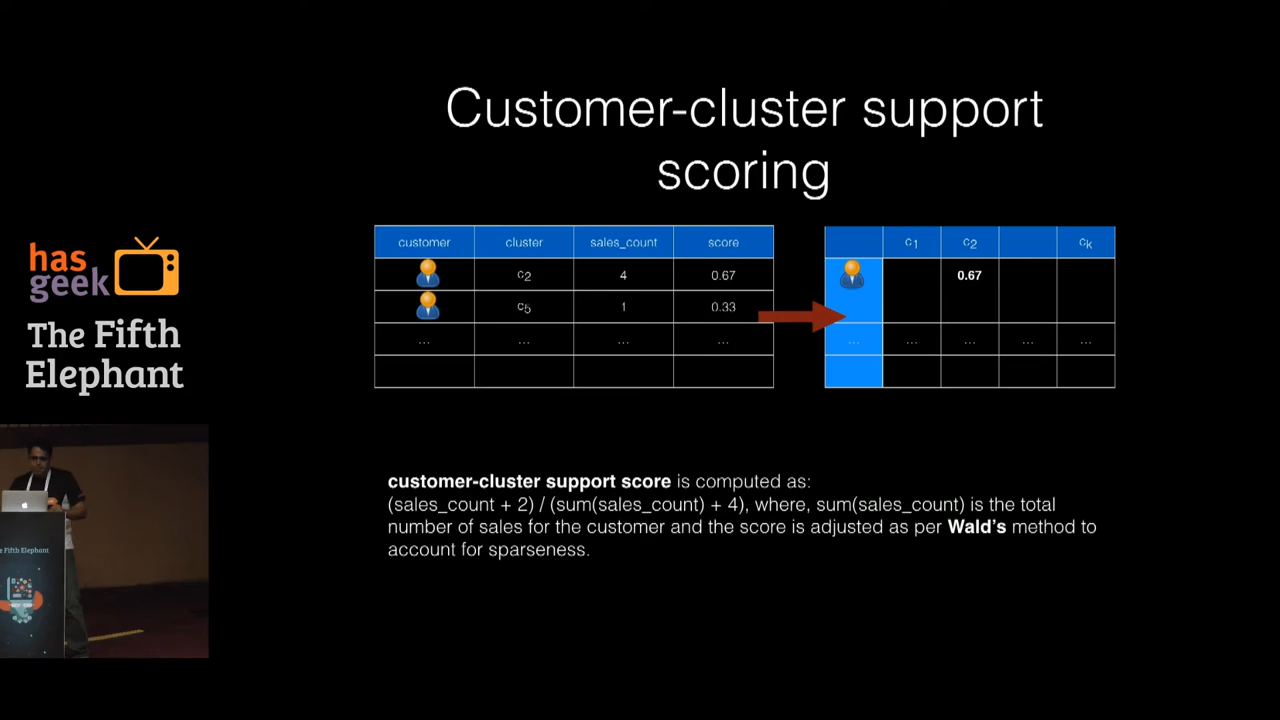 Customer-cluster support
scoring
has
geek
The Fifth
Elephant
customer cluster sales_count score
c2 4 0.67
c5 1 0.33
... ... ... ...
c1 c2 ck
0.67
... ... ... ... ...
customer-cluster support score is computed as:
(sales_count + 2) / (sum(sales_count) + 4), where, sum(sales_count) is the total
number of sales for the customer and the score is adjusted as per Wald's method to
account for sparseness.
he Fifth Elephant